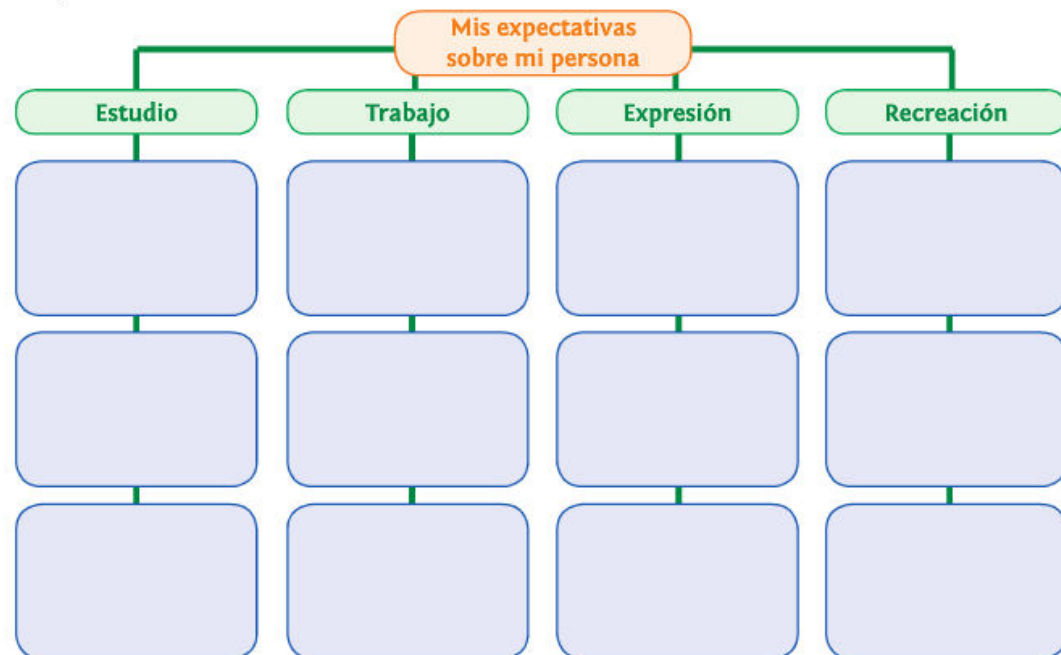 Mis expectativas
sobre mi persona
Estudio
Trabajo
Expresión
Recreación